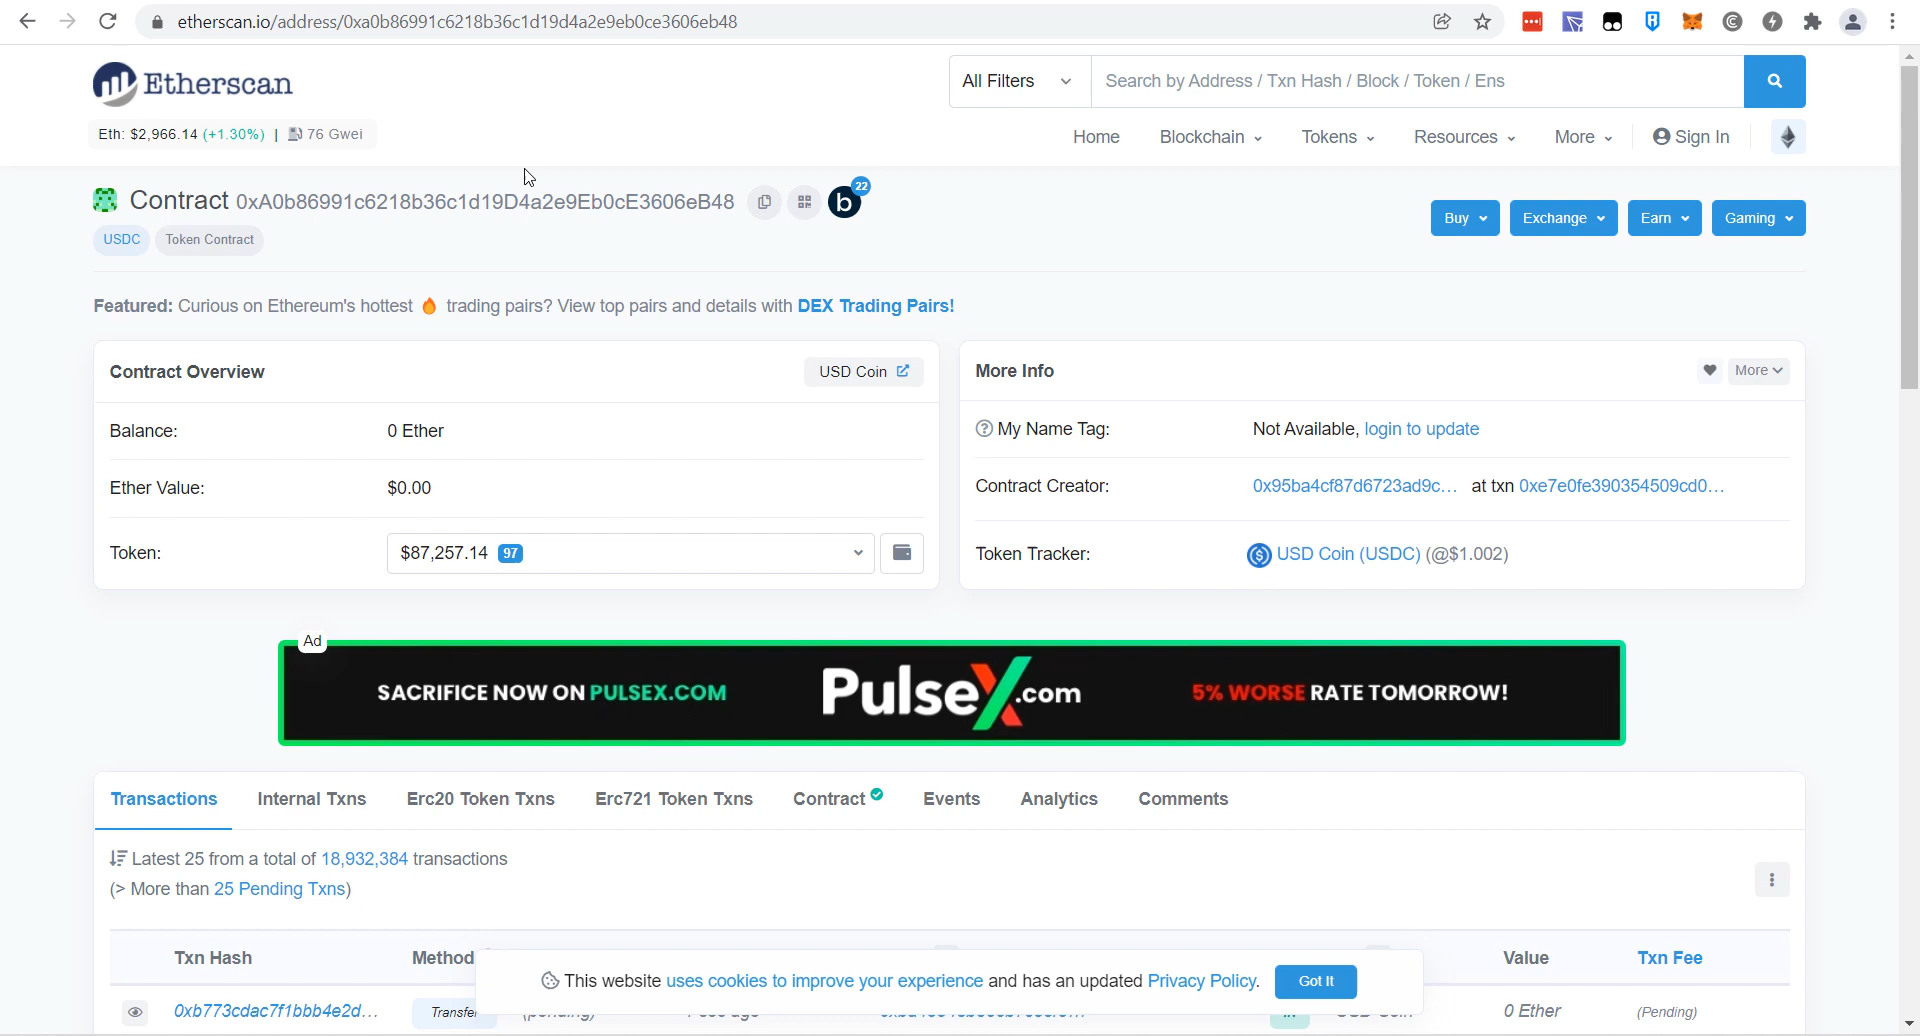 etherscan.io/address/0xa0b86991c6218b36c1d19d4a2e9eb0ce3606eb48
Etherscan
All Filters
Search by Address / Txn Hash / Block / Token / Ens
Eth: $2,966.14 (+1.30%) | 76 Gwei
Home Blockchain Tokens Resources More Sign In
Contract 0xA0b86991c6218b36c1d19D4a2e9Eb0cE3606eB48 b 22
USDC Token Contract
Buy Exchange Earn Gaming
Featured: Curious on Ethereum's hottest 🔥 trading pairs? View top pairs and details with DEX Trading Pairs!
Contract Overview USD Coin
Balance: 0 Ether
Ether Value: $0.00
Token: $87,257.14 97
More Info More
My Name Tag: Not Available, login to update
Contract Creator: 0x95ba4cf87d6723ad9c... at txn 0xe7e0fe390354509cd0...
Token Tracker: USD Coin (USDC) (@$1.002)
Ad
SACRIFICE NOW ON PULSEX.COM PulseX.com 5% WORSE RATE TOMORROW!
Transactions Internal Txns Erc20 Token Txns Erc721 Token Txns Contract Events Analytics Comments
Latest 25 from a total of 18,932,384 transactions
(> More than 25 Pending Txns)
Txn Hash Method Value Txn Fee
This website uses cookies to improve your experience and has an updated Privacy Policy. Got It
0xb773cdac7f1bbb4e2d... Transfer 0 Ether (Pending)